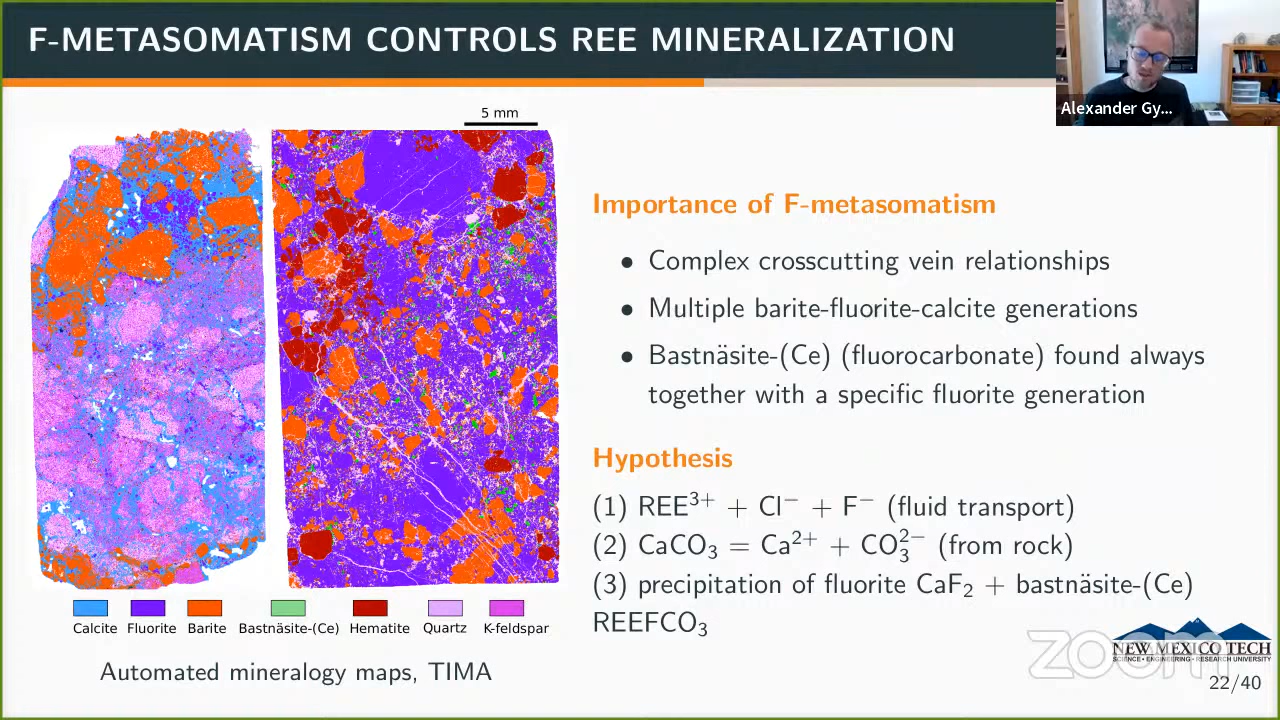 F-METASOMATISM CONTROLS REE MINERALIZATION
Alexander Gy...
5 mm
Importance of F-metasomatism
• Complex crosscutting vein relationships
• Multiple barite-fluorite-calcite generations
• Bastnäsite-(Ce) (fluorocarbonate) found always
together with a specific fluorite generation
Hypothesis
(1) REE³⁺ + Cl⁻ + F⁻ (fluid transport)
(2) CaCO₃ = Ca²⁺ + CO₃²⁻ (from rock)
(3) precipitation of fluorite CaF₂ + bastnäsite-(Ce)
REEFCO₃
Calcite Fluorite Barite Bastnäsite-(Ce) Hematite Quartz K-feldspar
Automated mineralogy maps, TIMA
zoom
NEW MEXICO TECH
SCIENCE • ENGINEERING • RESEARCH UNIVERSITY
22/40